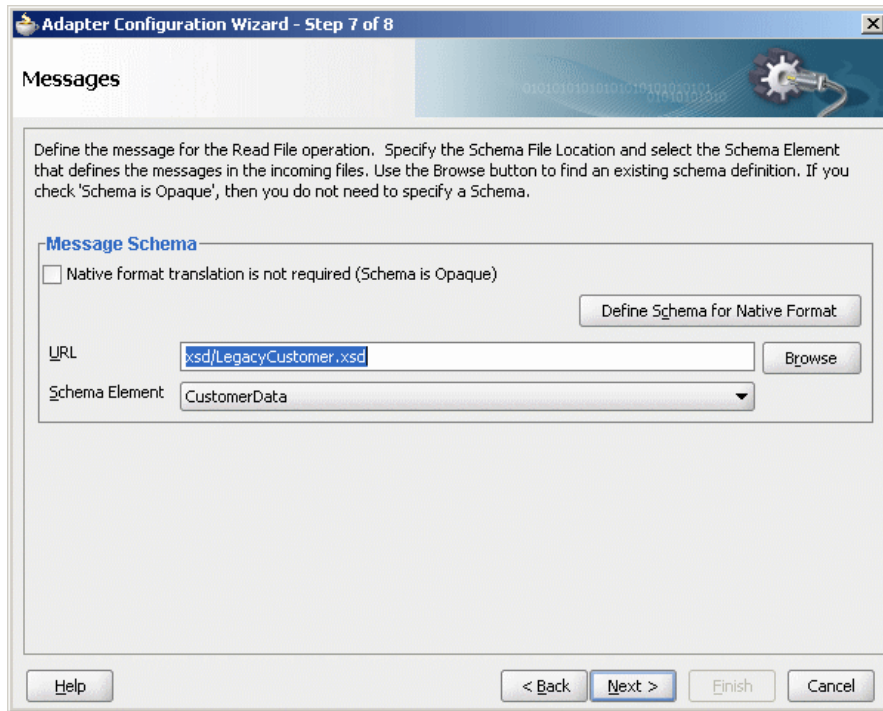 Adapter Configuration Wizard - Step 7 of 8
Messages
Define the message for the Read File operation. Specify the Schema File Location and select the Schema Element
that defines the messages in the incoming files. Use the Browse button to find an existing schema definition. If you
check 'Schema is Opaque', then you do not need to specify a Schema.
Message Schema
Native format translation is not required (Schema is Opaque)
Define Schema for Native Format
URL xsd/LegacyCustomer.xsd Browse
Schema Element CustomerData
Help < Back Next > Finish Cancel